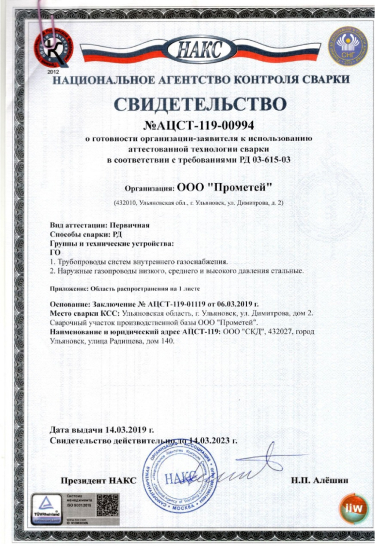 НАКС
2012
НАЦИОНАЛЬНОЕ АГЕНТСТВО КОНТРОЛЯ СВАРКИ
СВИДЕТЕЛЬСТВО
№АЦСТ-119-00994
о готовности организации-заявителя к использованию
аттестованной технологии сварки
в соответствии с требованиями РД 03-615-03
Организация: ООО "Прометей"
(432010, Ульяновская обл., г. Ульяновск, ул. Димитрова, д. 2)
Вид аттестации: Первичная
Способы сварки: РД
Группы и технические устройства:
ГО
1. Трубопроводы систем внутреннего газоснабжения.
2. Наружные газопроводы низкого, среднего и высокого давления стальные.
Приложение: Область распространения на 1 листе
Основание: Заключение № АЦСТ-119-01119 от 06.03.2019 г.
Место сварки КСС: Ульяновская область, г. Ульяновск, ул. Димитрова, дом 2.
Сварочный участок производственной базы ООО "Прометей".
Наименование и юридический адрес АЦСТ-119: ООО "СКД", 432027, город
Ульяновск, улица Радищева, дом 140.
Дата выдачи 14.03.2019 г.
Свидетельство действительно до 14.03.2023 г.
Президент НАКС
НАКС
МОСКВА
Н.П. Алёшин
iiw